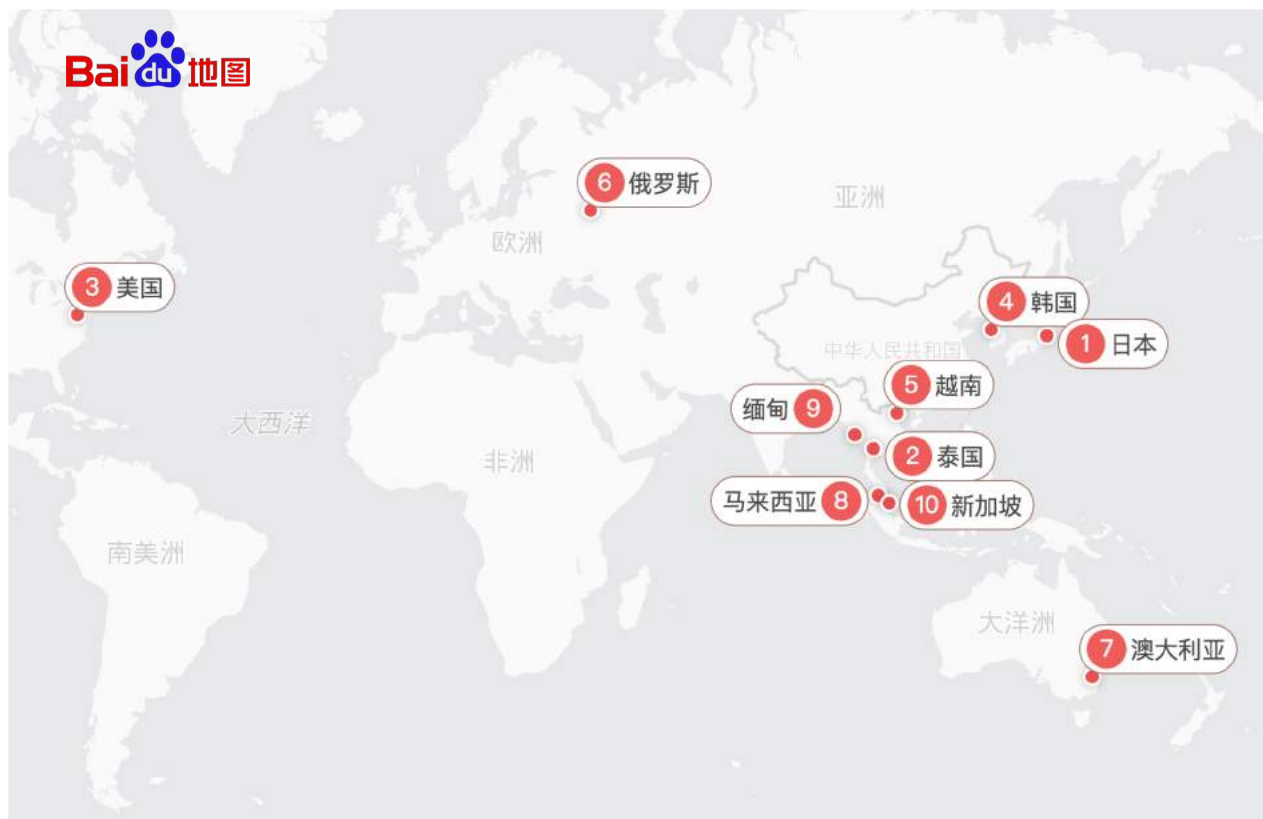 Baidu地图
6 俄罗斯
亚洲
欧洲
3 美国
4 韩国
1 日本
中华人民共和国
5 越南
缅甸 9
大西洋
2 泰国
非洲
马来西亚 8
10 新加坡
南美洲
大洋洲
7 澳大利亚